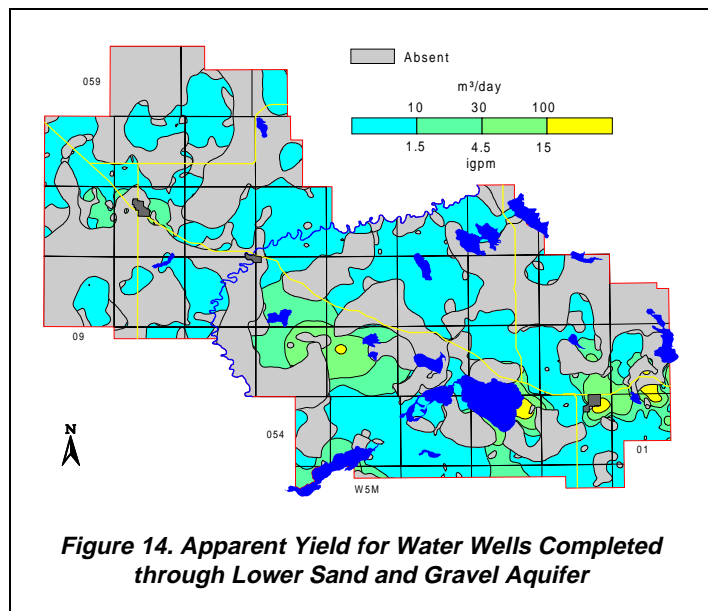 Absent
059
m³/day
10 30 100
1.5 4.5 15
igpm
09
054
01
N
W5M
Figure 14. Apparent Yield for Water Wells Completed
through Lower Sand and Gravel Aquifer